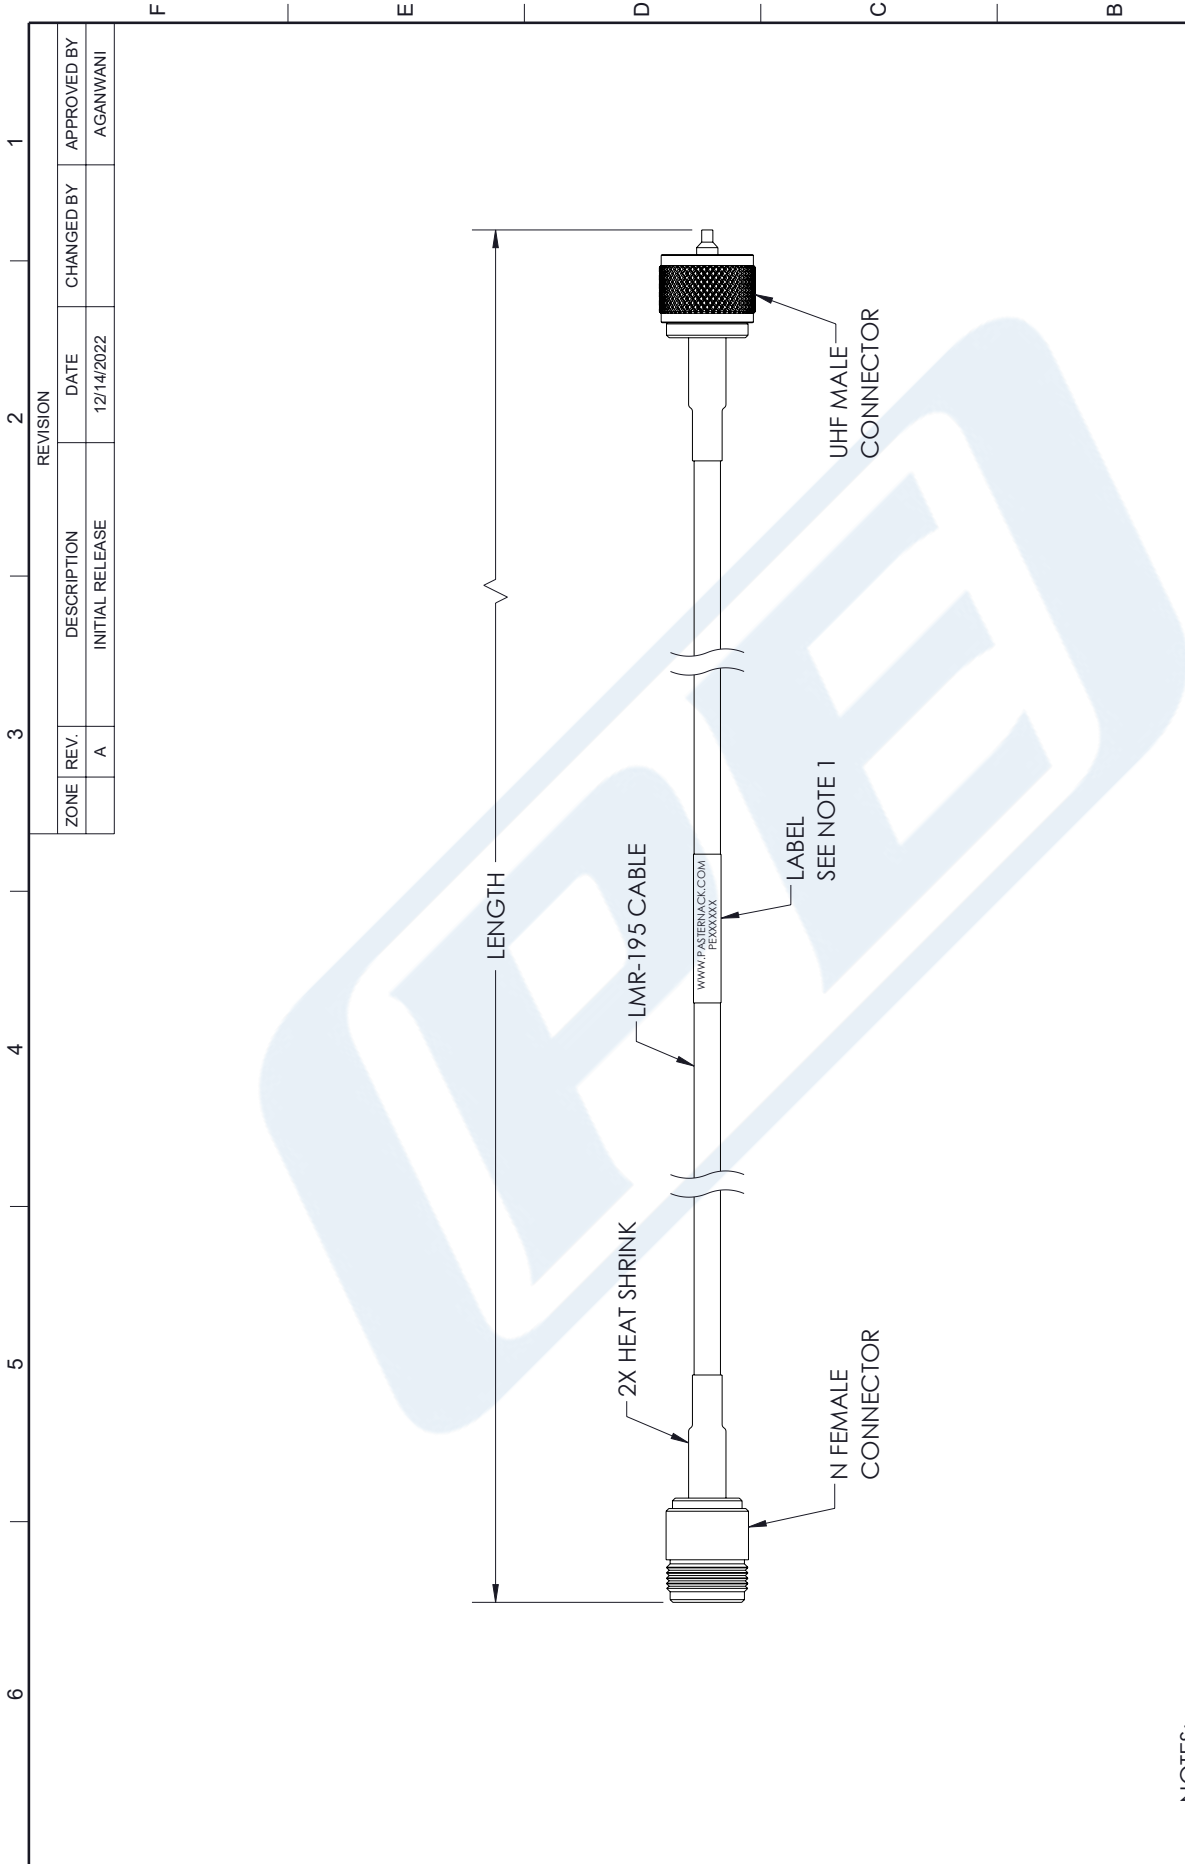 6
5
4
3
2
1
REVISION
ZONE REV. DESCRIPTION DATE CHANGED BY APPROVED BY
A INITIAL RELEASE 12/14/2022 AGANWANI
F
E
D
C
B
LENGTH
2X HEAT SHRINK
LMR-195 CABLE
WWW.PASTERNACK.COM
PEXXXXXX
LABEL
SEE NOTE 1
N FEMALE
CONNECTOR
UHF MALE
CONNECTOR
NOTES:
PE